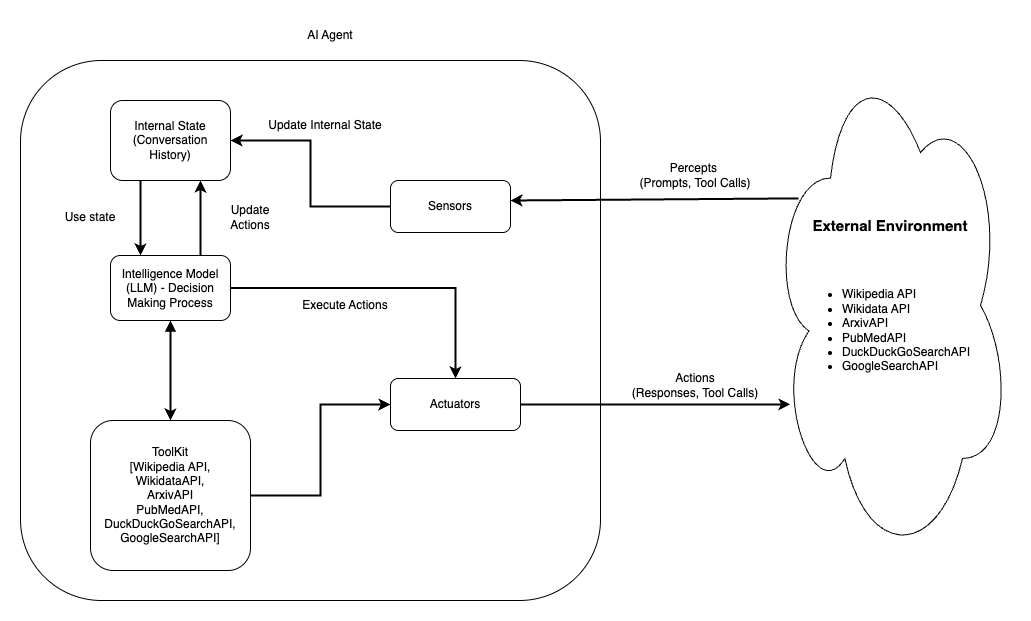 AI Agent
Internal State
(Conversation
History)
Update Internal State
Sensors
Percepts
(Prompts, Tool Calls)
Use state
Update
Actions
Intelligence Model
(LLM) - Decision
Making Process
Execute Actions
Actuators
Actions
(Responses, Tool Calls)
ToolKit
[Wikipedia API,
WikidataAPI,
ArxivAPI
PubMedAPI,
DuckDuckGoSearchAPI,
GoogleSearchAPI]
External Environment
• Wikipedia API
• Wikidata API
• ArxivAPI
• PubMedAPI
• DuckDuckGoSearchAPI
• GoogleSearchAPI